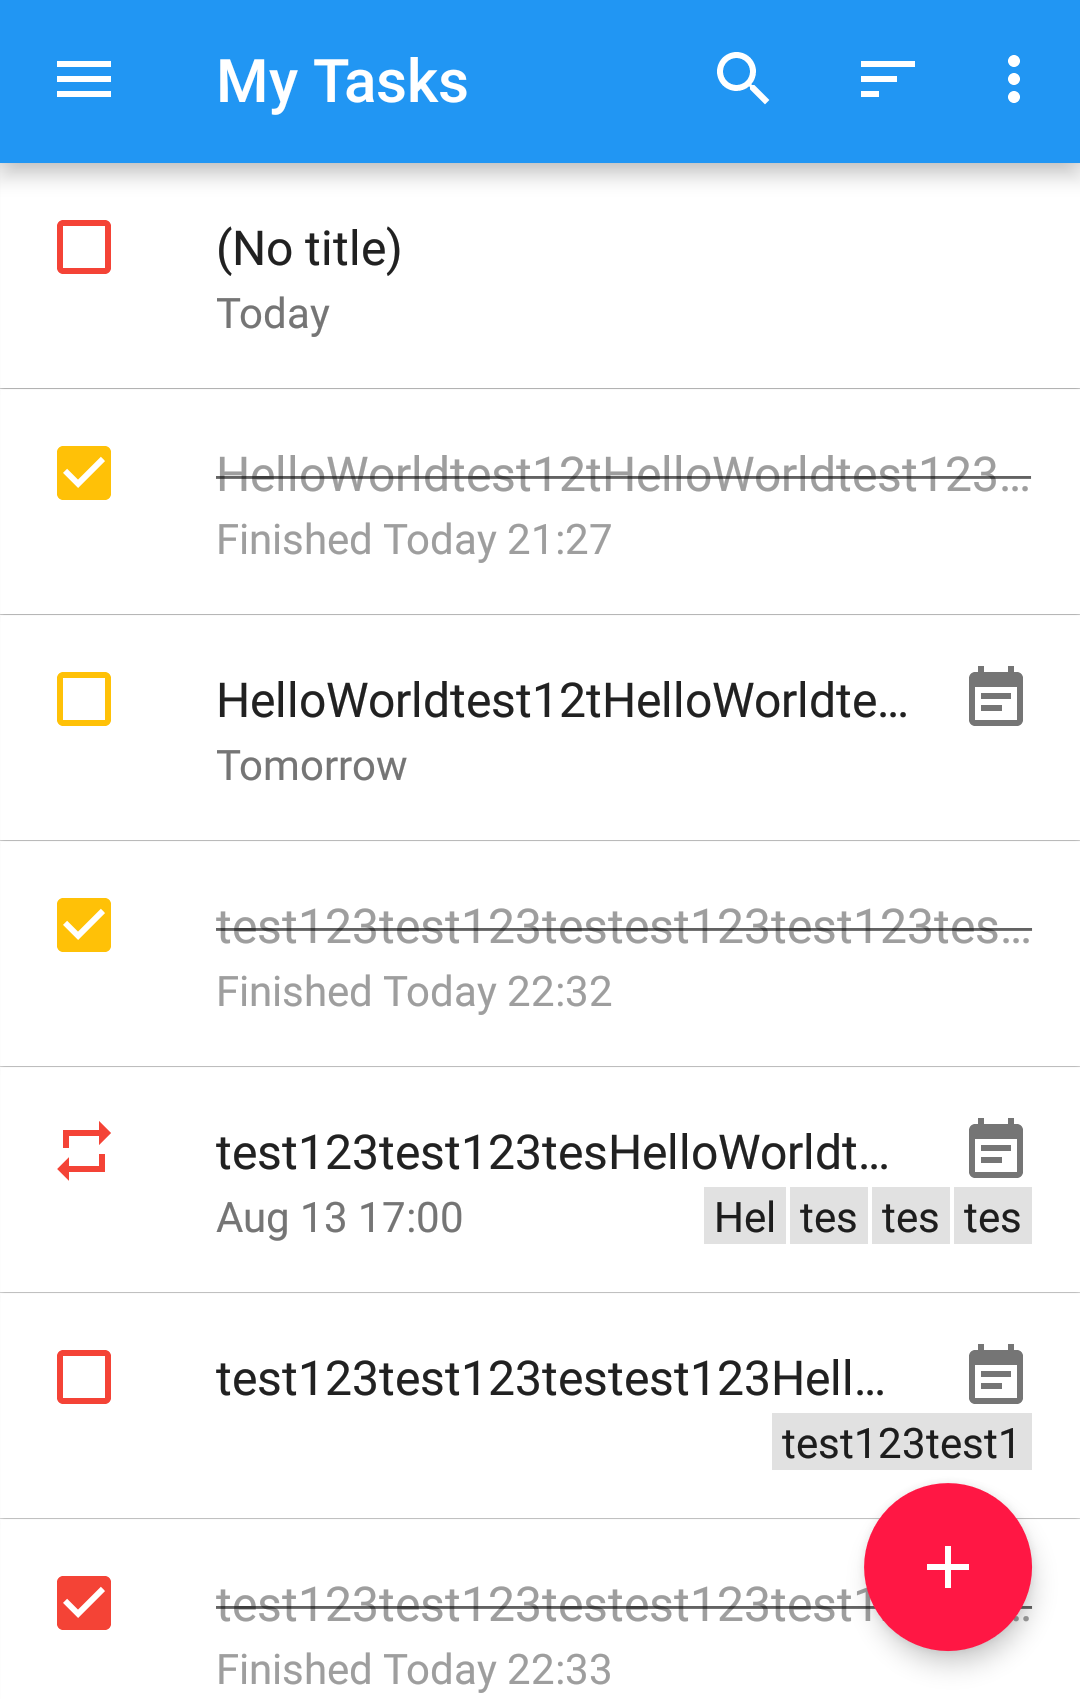 My Tasks
(No title)
Today
HelloWorldtest12tHelloWorldtest123...
Finished Today 21:27
HelloWorldtest12tHelloWorldte...
Tomorrow
test123test123testest123test123tes...
Finished Today 22:32
test123test123tesHelloWorldt...
Aug 13 17:00 Hel tes tes tes
test123test123testest123Hell...
test123test1
test123test123testest123test1
Finished Today 22:33